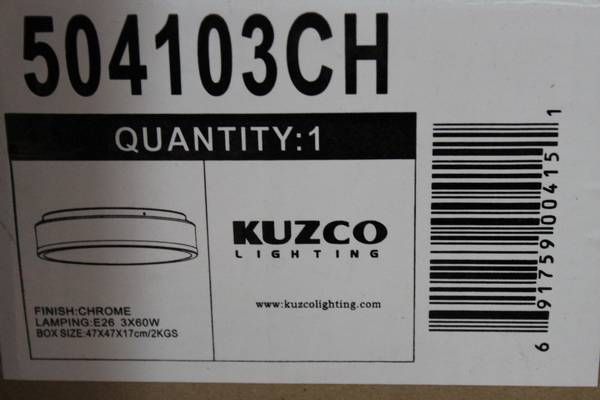 504103CH
QUANTITY:1
KUZCO
LIGHTING
www.kuzcolighting.com
FINISH:CHROME
LAMPING:E26 3X60W
BOX SIZE:47X47X17cm/2KGS
6 91759 00415 1